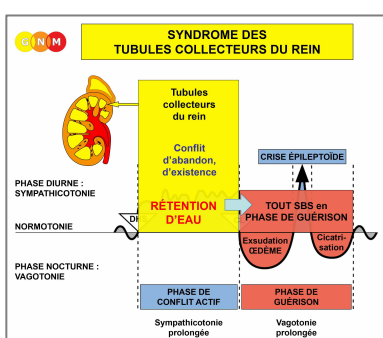 GNM
SYNDROME DES
TUBULES COLLECTEURS DU REIN
Tubules
collecteurs
du rein
Conflit
d'abandon,
d'existence
CRISE ÉPILEPTOÏDE
PHASE DIURNE :
SYMPATHICOTONIE
RÉTENTION
D'EAU
TOUT SBS en
PHASE DE GUÉRISON
NORMOTONIE
Exsudation
ŒDÈME
Cicatri-
sation
PHASE NOCTURNE :
VAGOTONIE
PHASE DE
CONFLIT ACTIF
PHASE DE
GUÉRISON
Sympathicotonie
prolongée
Vagotonie
prolongée